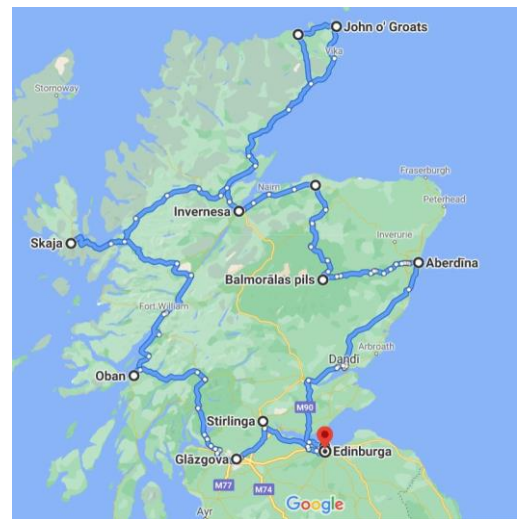 John o' Groats
Vika
Stornoway
Fraserburgh
Nairn
Peterhead
Invernesa
Inverurie
Skaja
Aberdīna
Balmorālas pils
Fort William
Arbroath
Dandī
Oban
M90
Stirlinga
Edinburga
Glāzgova
M77
M74
Ayr
Google